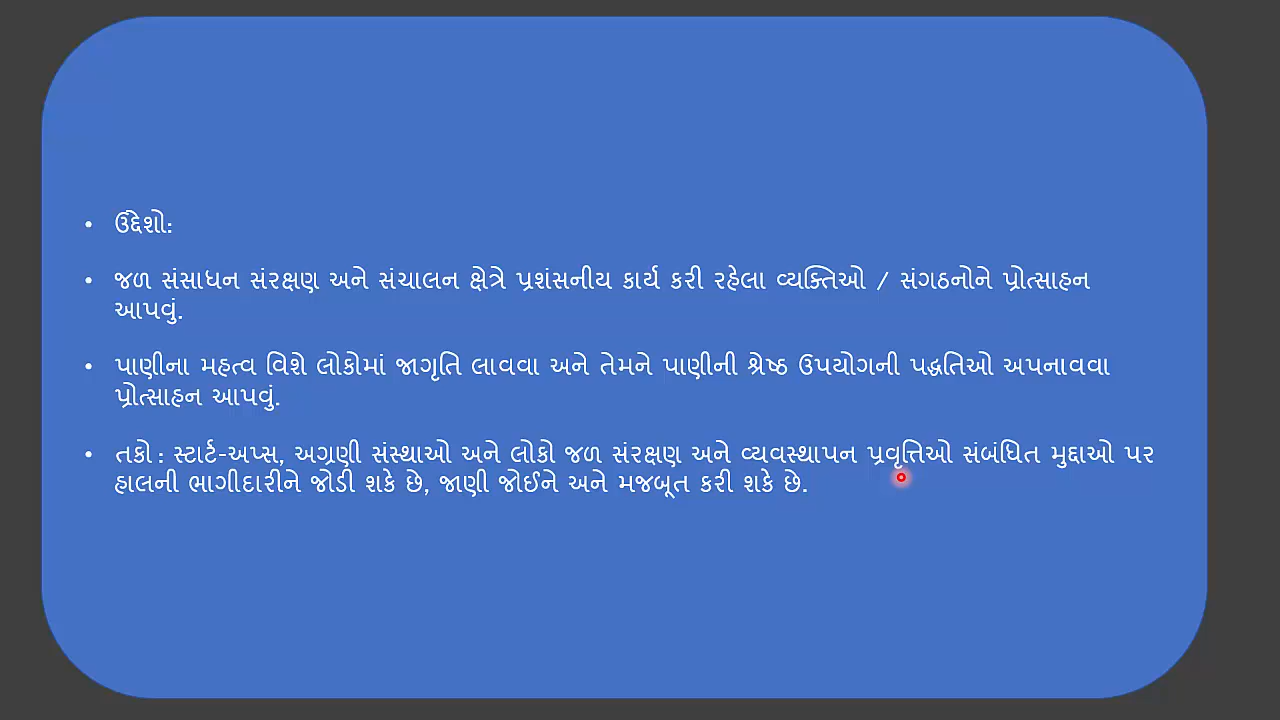 • ઉદ્દેશો:
• જળ સંસાધન સંરક્ષણ અને સંચાલન ક્ષેત્રે પ્રશંસનીય કાર્ય કરી રહેલા વ્યક્તિઓ / સંગઠનોને પ્રોત્સાહન
આપવું.
• પાણીના મહત્વ વિશે લોકોમાં જાગૃતિ લાવવા અને તેમને પાણીની શ્રેષ્ઠ ઉપયોગની પદ્ધતિઓ અપનાવવા
પ્રોત્સાહન આપવું.
• તકો : સ્ટાર્ટ-અપ્સ, અગ્રણી સંસ્થાઓ અને લોકો જળ સંરક્ષણ અને વ્યવસ્થાપન પ્રવૃત્તિઓ સંબંધિત મુદ્દાઓ પર
હાલની ભાગીદારીને જોડી શકે છે, જાણી જોઈને અને મજબૂત કરી શકે છે.